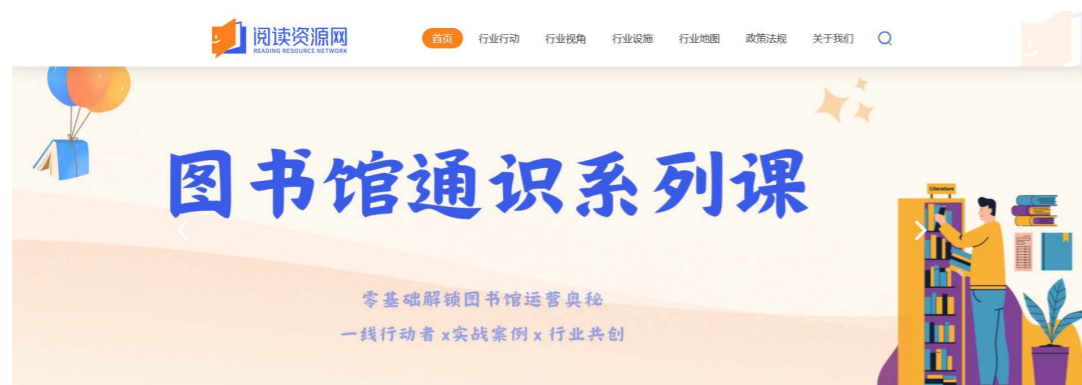 阅读资源网
READING RESOURCE NETWORK
首页 行业行动 行业视角 行业设施 行业地图 政策法规 关于我们
图书馆通识系列课
Literature
零基础解锁图书馆运营奥秘
一线行动者 x实战案例 x 行业共创